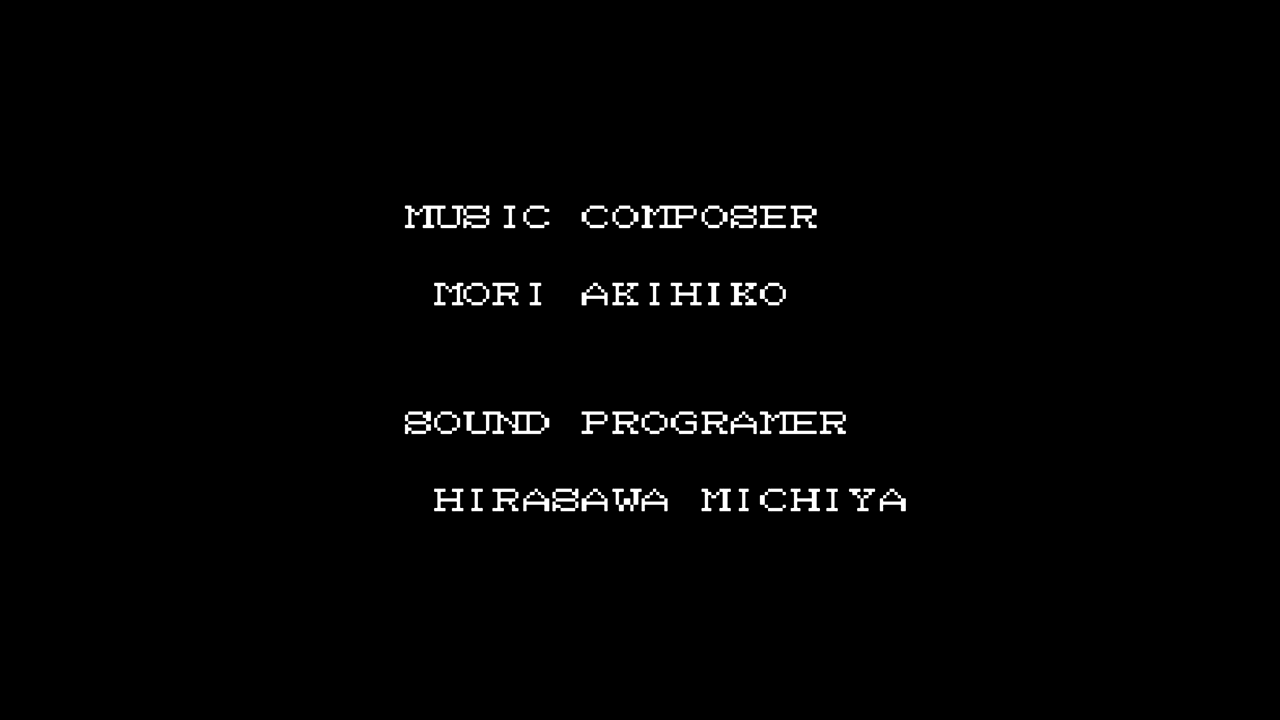 MUSIC COMPOSER
MORI AKIHIKO
SOUND PROGRAMER
HIRASAWA MICHIYA